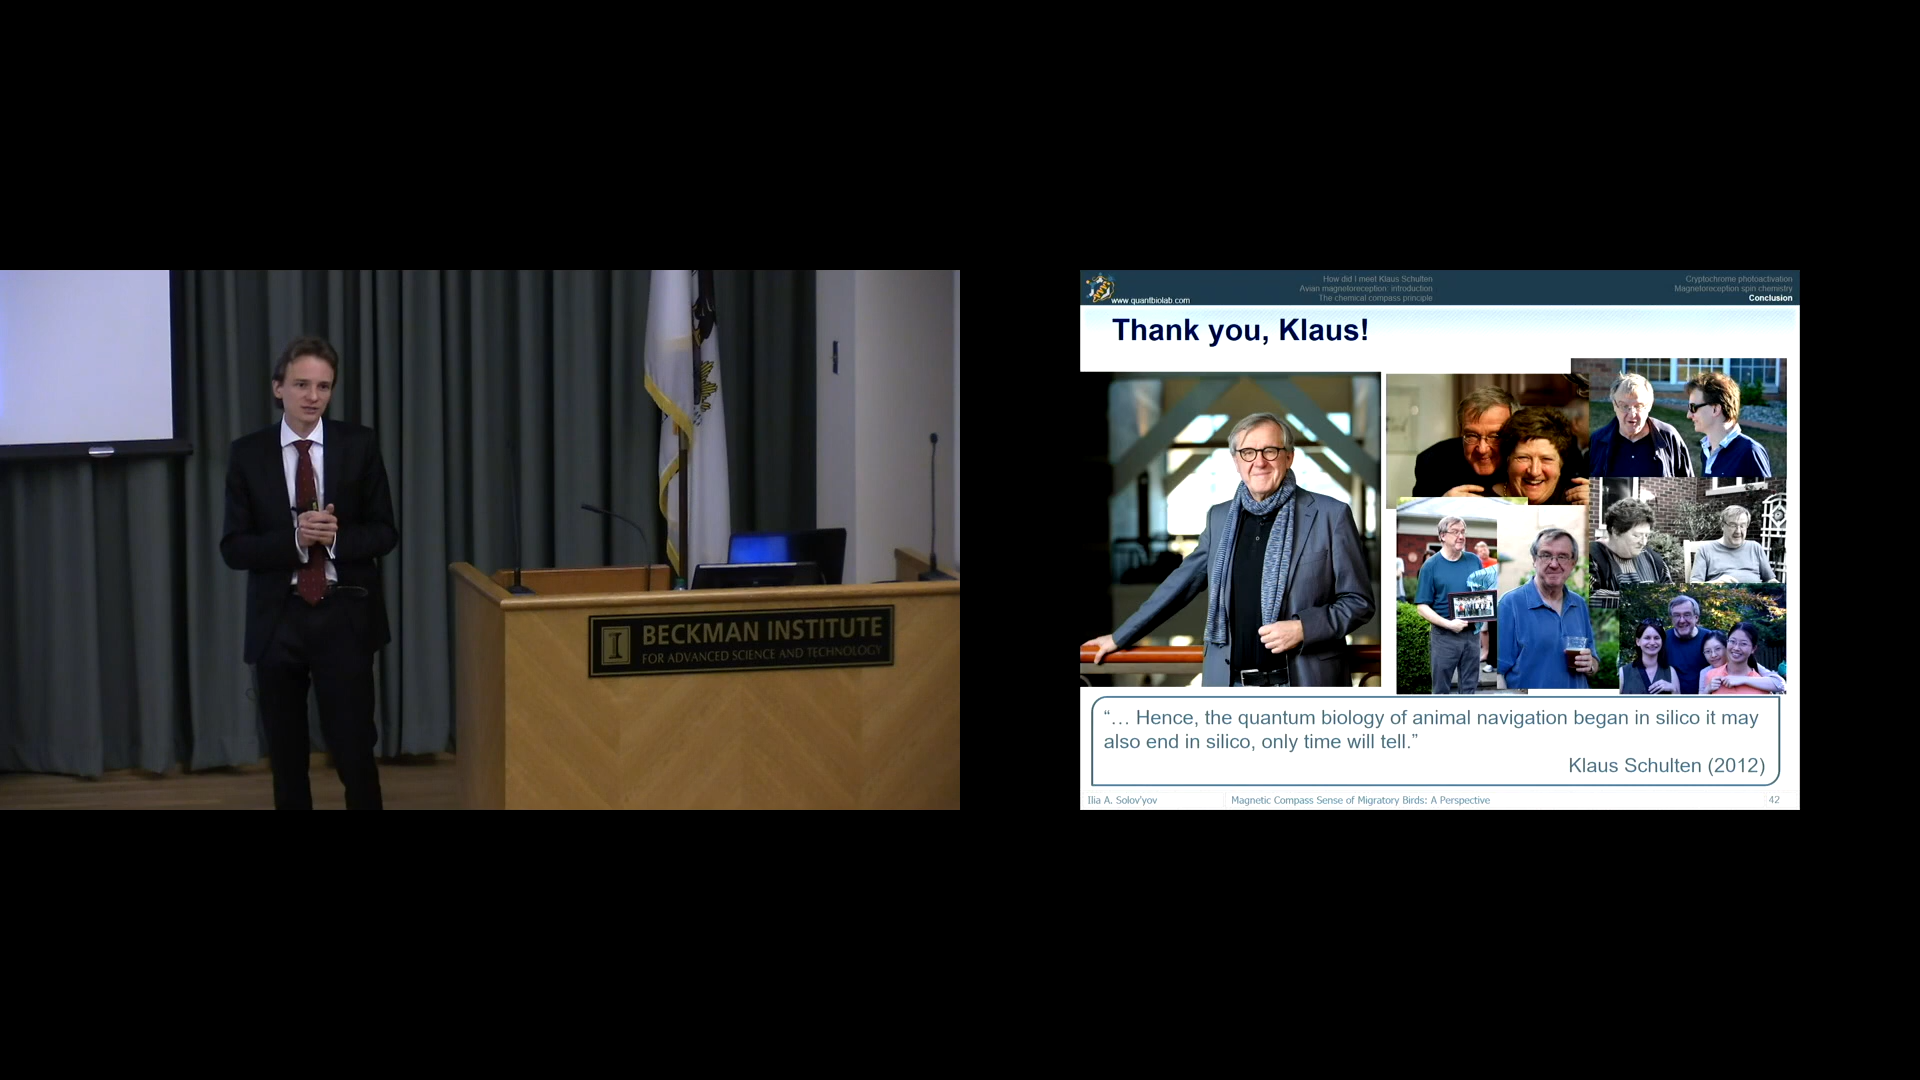 BECKMAN INSTITUTE
FOR ADVANCED SCIENCE AND TECHNOLOGY
www.quantbiolab.com
How did I meet Klaus Schulten
Avian magnetoreception: introduction
The chemical compass principle
Cryptochrome photoactivation
Magnetoreception spin chemistry
Conclusion
Thank you, Klaus!
“… Hence, the quantum biology of animal navigation began in silico it may
also end in silico, only time will tell.”
Klaus Schulten (2012)
Ilia A. Solov'yov
Magnetic Compass Sense of Migratory Birds: A Perspective
42